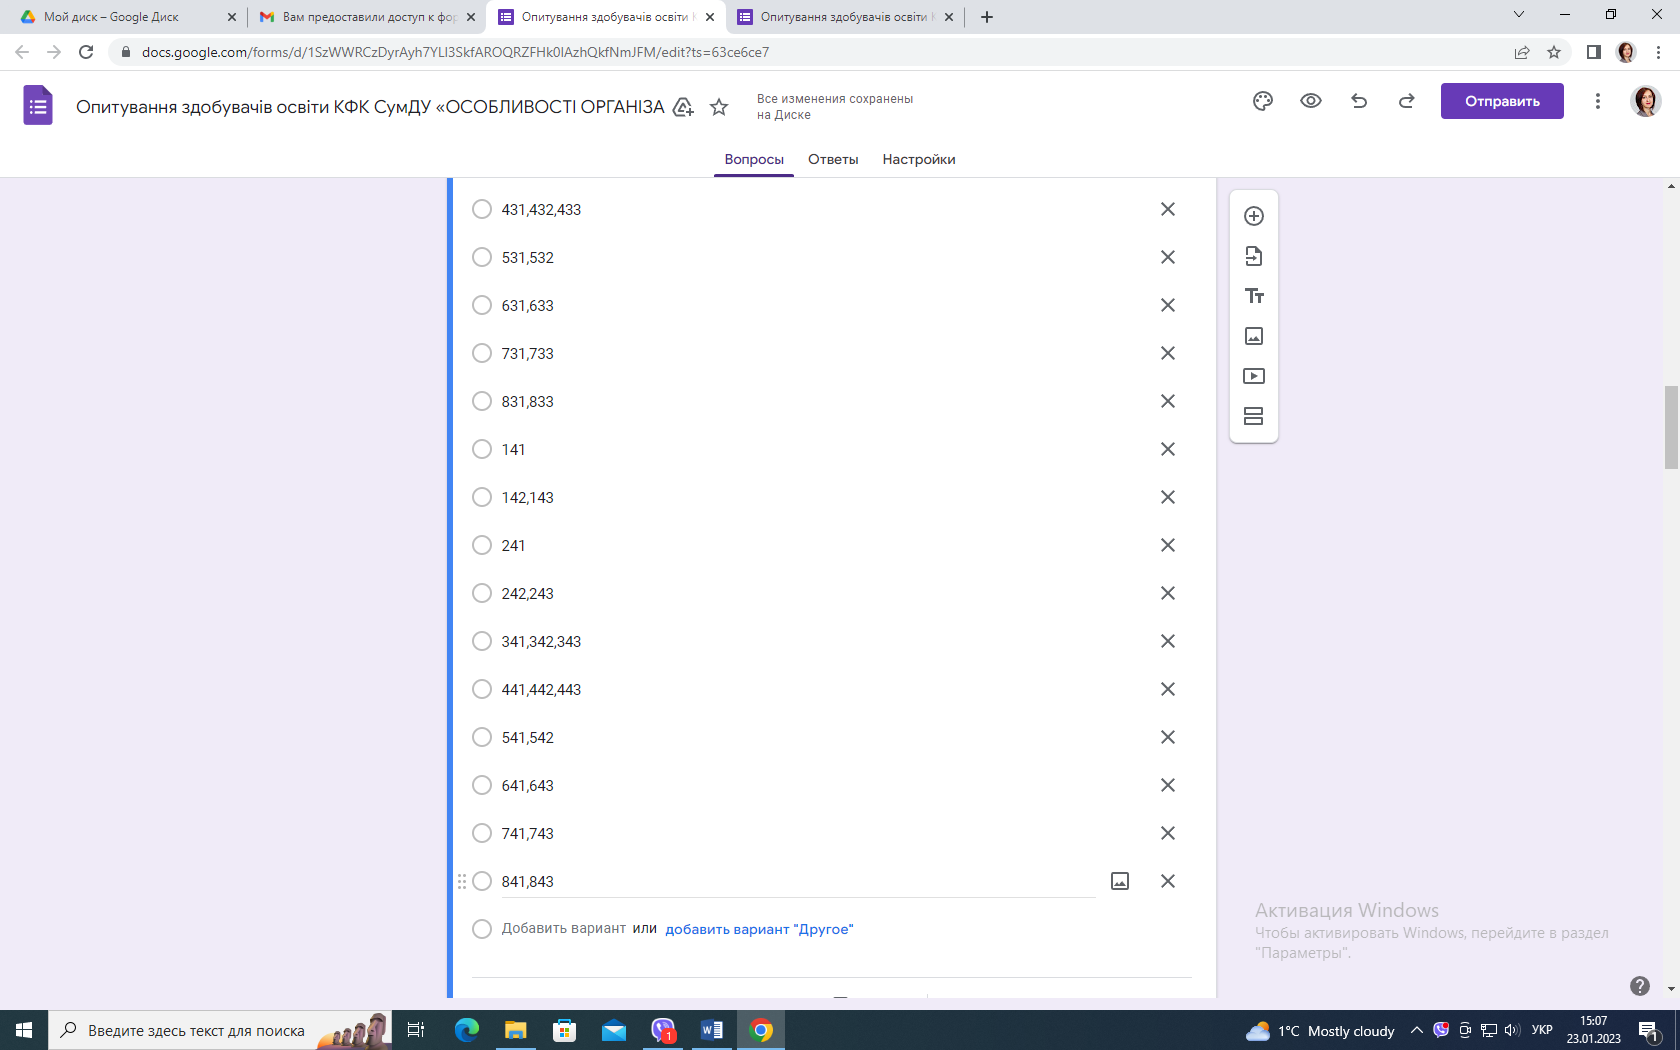 Мой диск – Google Диск
Вам предоставили доступ к фор
Опитування здобувачів освіти
Опитування здобувачів освіти
docs.google.com/forms/d/1SzWWRCzDyrAyh7YLI3SkfAROQRZFHk0lAzhQkfNmJFM/edit?ts=63ce6ce7
Опитування здобувачів освіти КФК СумДУ «ОСОБЛИВОСТІ ОРГАНІЗА
Все изменения сохранены
на Диске
Отправить
Вопросы Ответы Настройки
431,432,433
531,532
631,633
731,733
831,833
141
142,143
241
242,243
341,342,343
441,442,443
541,542
641,643
741,743
841,843
Добавить вариант или добавить вариант "Другое"
Активация Windows
Чтобы активировать Windows, перейдите в раздел
"Параметры".
Введите здесь текст для поиска
1
1°C Mostly cloudy
УКР
15:07
23.01.2023
1